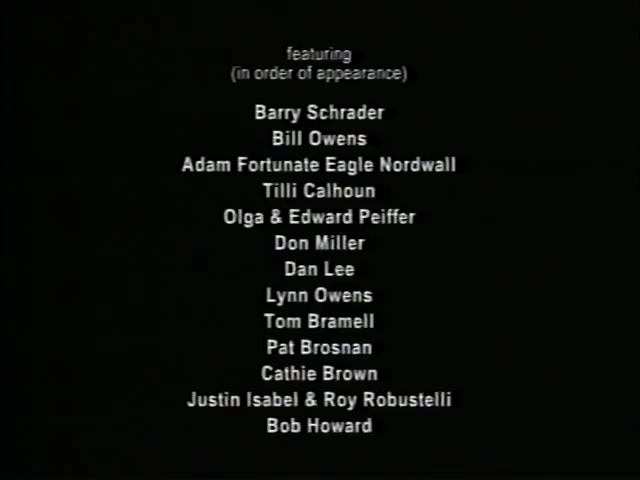 featuring
(in order of appearance)
Barry Schrader
Bill Owens
Adam Fortunate Eagle Nordwall
Tilli Calhoun
Olga & Edward Peiffer
Don Miller
Dan Lee
Lynn Owens
Tom Bramell
Pat Brosnan
Cathie Brown
Justin Isabel & Roy Robustelli
Bob Howard